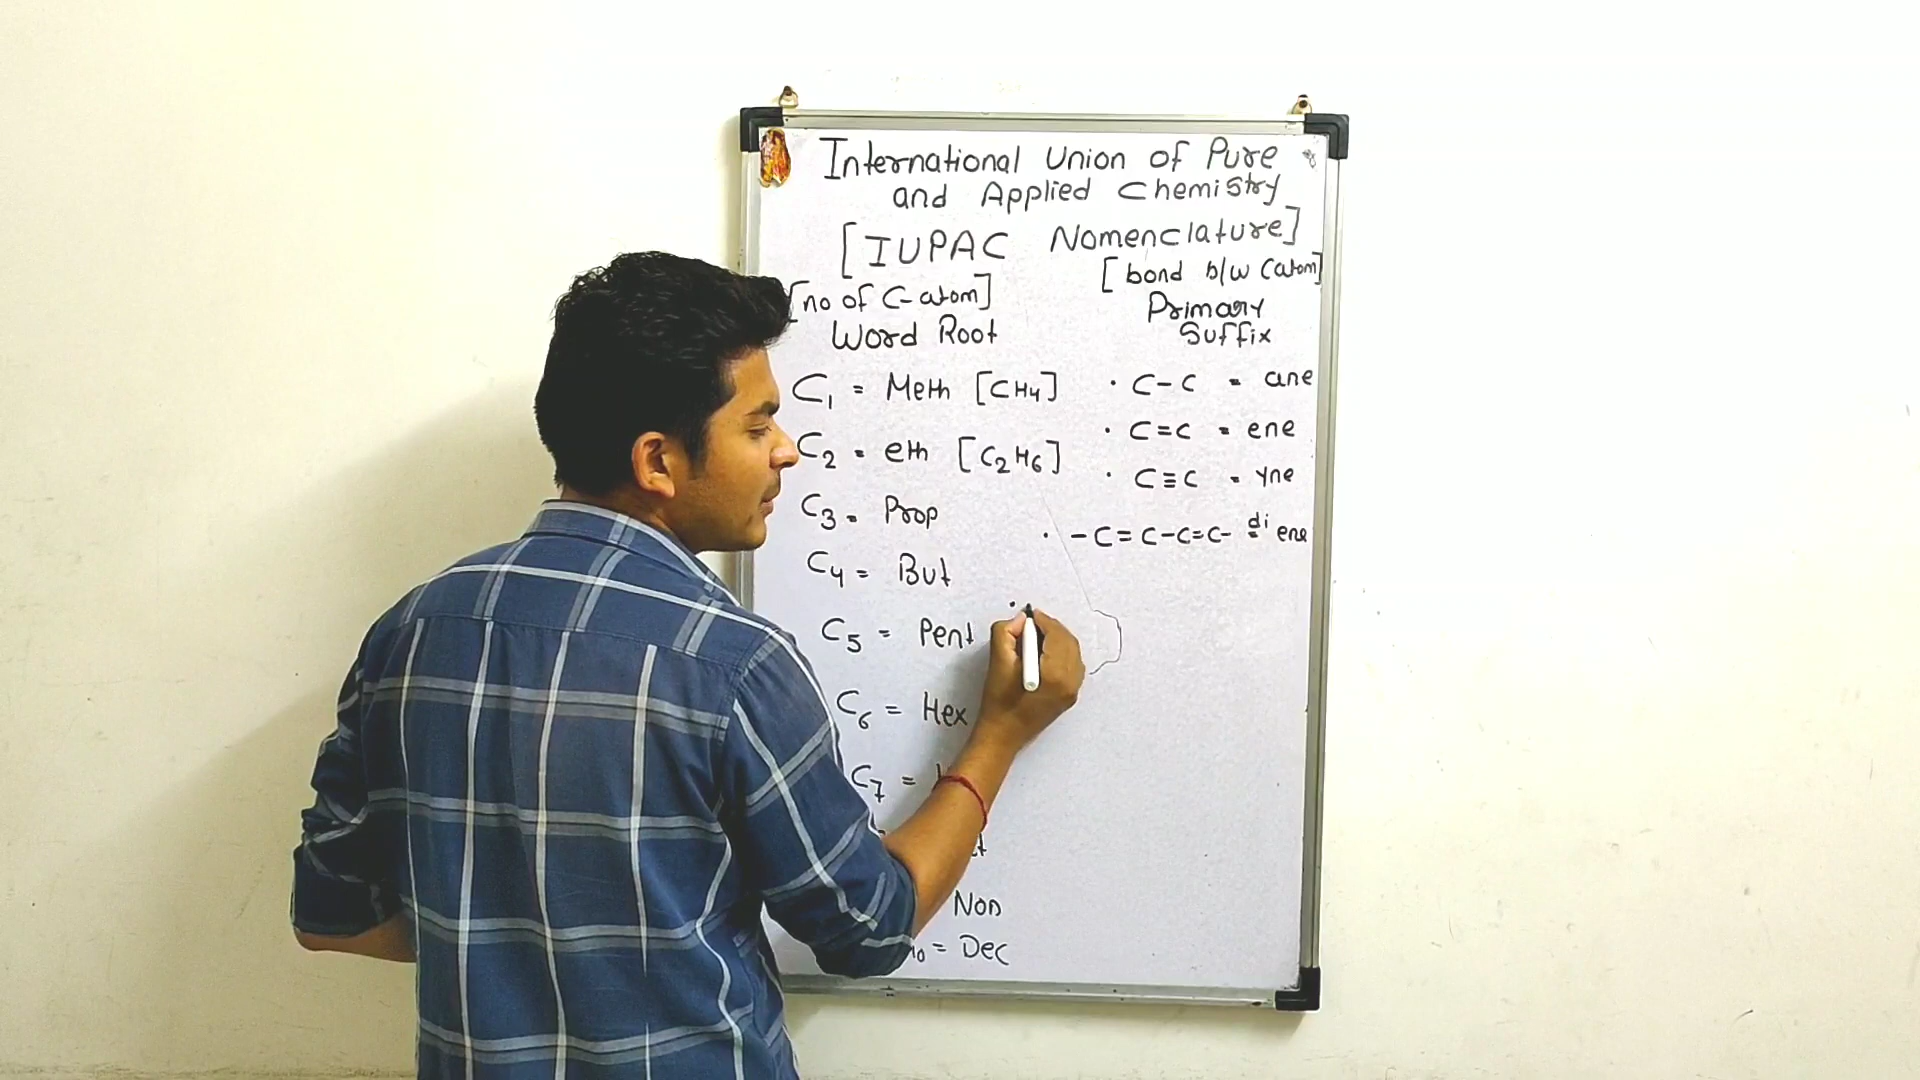 International Union of Pure
and Applied Chemistry
[IUPAC Nomenclature]
[no of C-atom]
Word Root
C1 = Meth [CH4]
C2 = eth [C2H6]
C3 = Prop
C4 = But
C5 = Pent
C6 = Hex
C7 =
Non
10 = Dec
[bond b/w C atom]
Primary
Suffix
· C-C = ane
· C=C = ene
· C≡C = yne
· -C=C-C=C- = di ene